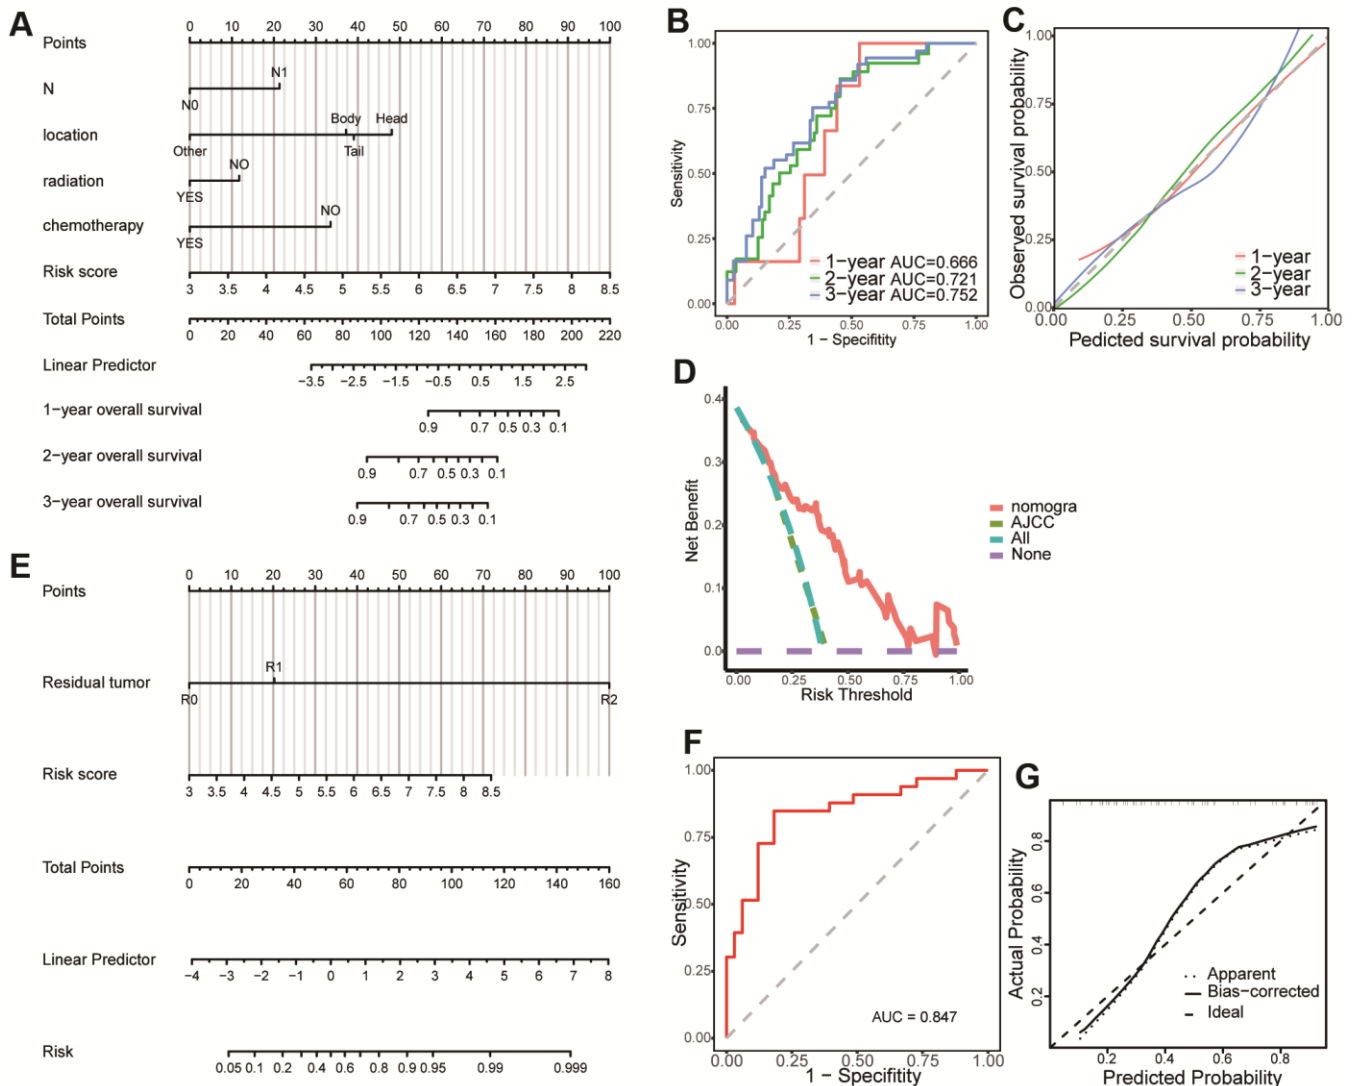 A
Points
0 10 20 30 40 50 60 70 80 90 100
N
N1
N0
location
Body Head
Other Tail
radiation
NO
YES
chemotherapy
NO
YES
Risk score
3 3.5 4 4.5 5 5.5 6 6.5 7 7.5 8 8.5
Total Points
0 20 40 60 80 100 120 140 160 180 200 220
Linear Predictor
−3.5 −2.5 −1.5 −0.5 0.5 1.5 2.5
1−year overall survival
0.9 0.7 0.5 0.3 0.1
2−year overall survival
0.9 0.7 0.5 0.3 0.1
3−year overall survival
0.9 0.7 0.5 0.3 0.1
B
Sensitivity
1.00
0.75
0.50
0.25
0.00
1−year AUC=0.666
2−year AUC=0.721
3−year AUC=0.752
0.00 0.25 0.50 0.75 1.00
1 − Specifitity
C
Observed survival probability
1.00
0.50
0.25
0.00
1−year
2−year
3−year
0.00 0.25 0.50 0.75 1.00
Pedicted survival probability
D
Net Benefit
0.4
0.3
0.2
0.1
0.0
0.00 0.25 0.50 0.75 1.00
Risk Threshold
nomogra
AJCC
All
None
E
Points
0 10 20 30 40 50 60 70 80 90 100
Residual tumor
R1
R0 R2
Risk score
3 3.5 4 4.5 5 5.5 6 6.5 7 7.5 8 8.5
Total Points
0 20 40 60 80 100 120 140 160
Linear Predictor
−4 −3 −2 −1 0 1 2 3 4 5 6 7 8
Risk
0.05 0.1 0.2 0.4 0.6 0.8 0.9 0.95 0.99 0.999
F
Sensitivity
1.00
0.75
0.50
0.25
0.00
AUC = 0.847
0.00 0.25 0.50 0.75 1.00
1 − Specifitity
G
Actual Probability
0.8
0.6
0.4
0.2
Apparent
Bias−corrected
Ideal
0.2 0.4 0.6 0.8
Predicted Probability